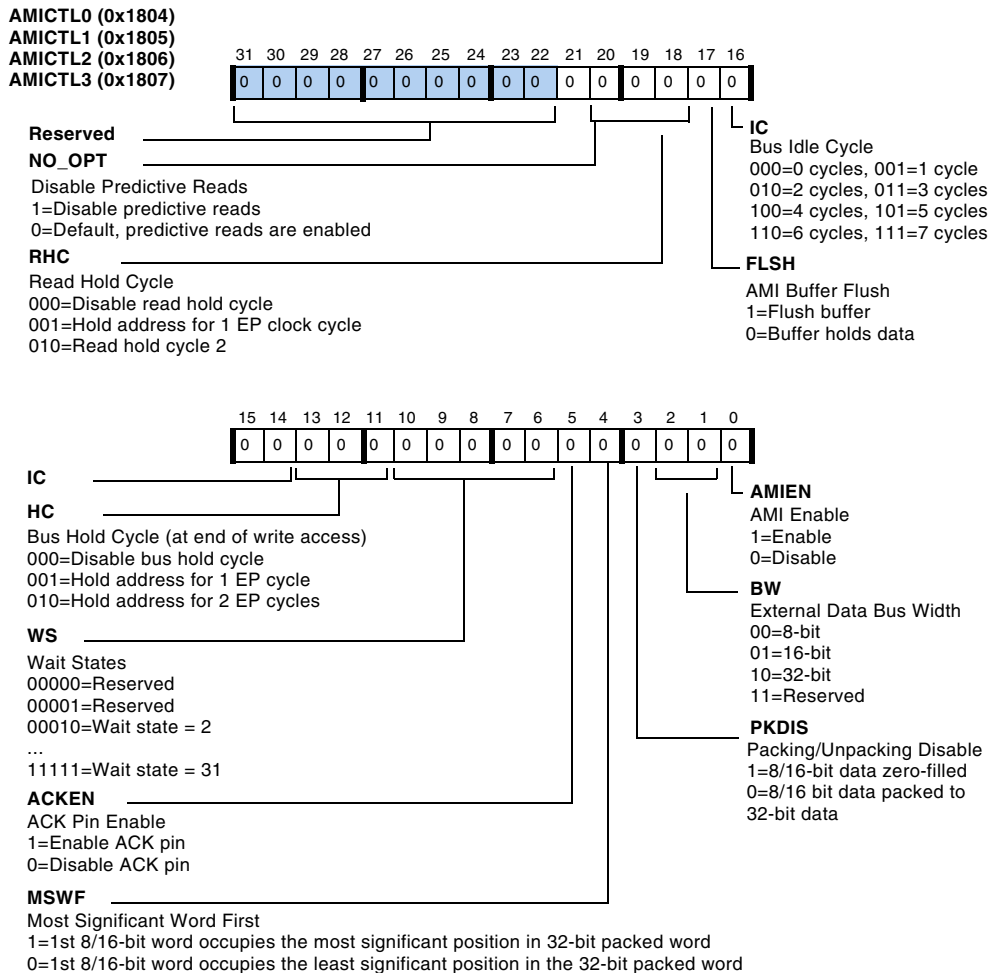 AMICTL0 (0x1804)
AMICTL1 (0x1805)
AMICTL2 (0x1806)
AMICTL3 (0x1807)
31 30 29 28 27 26 25 24 23 22 21 20 19 18 17 16
0 0 0 0 0 0 0 0 0 0 0 0 0 0 0 0
Reserved
NO_OPT
Disable Predictive Reads
1=Disable predictive reads
0=Default, predictive reads are enabled
RHC
Read Hold Cycle
000=Disable read hold cycle
001=Hold address for 1 EP clock cycle
010=Read hold cycle 2
IC
Bus Idle Cycle
000=0 cycles, 001=1 cycle
010=2 cycles, 011=3 cycles
100=4 cycles, 101=5 cycles
110=6 cycles, 111=7 cycles
FLSH
AMI Buffer Flush
1=Flush buffer
0=Buffer holds data
15 14 13 12 11 10 9 8 7 6 5 4 3 2 1 0
0 0 0 0 0 0 0 0 0 0 0 0 0 0 0 0
IC
HC
Bus Hold Cycle (at end of write access)
000=Disable bus hold cycle
001=Hold address for 1 EP cycle
010=Hold address for 2 EP cycles
WS
Wait States
00000=Reserved
00001=Reserved
00010=Wait state = 2
...
11111=Wait state = 31
ACKEN
ACK Pin Enable
1=Enable ACK pin
0=Disable ACK pin
MSWF
Most Significant Word First
1=1st 8/16-bit word occupies the most significant position in 32-bit packed word
0=1st 8/16-bit word occupies the least significant position in the 32-bit packed word
AMIEN
AMI Enable
1=Enable
0=Disable
BW
External Data Bus Width
00=8-bit
01=16-bit
10=32-bit
11=Reserved
PKDIS
Packing/Unpacking Disable
1=8/16-bit data zero-filled
0=8/16 bit data packed to
32-bit data